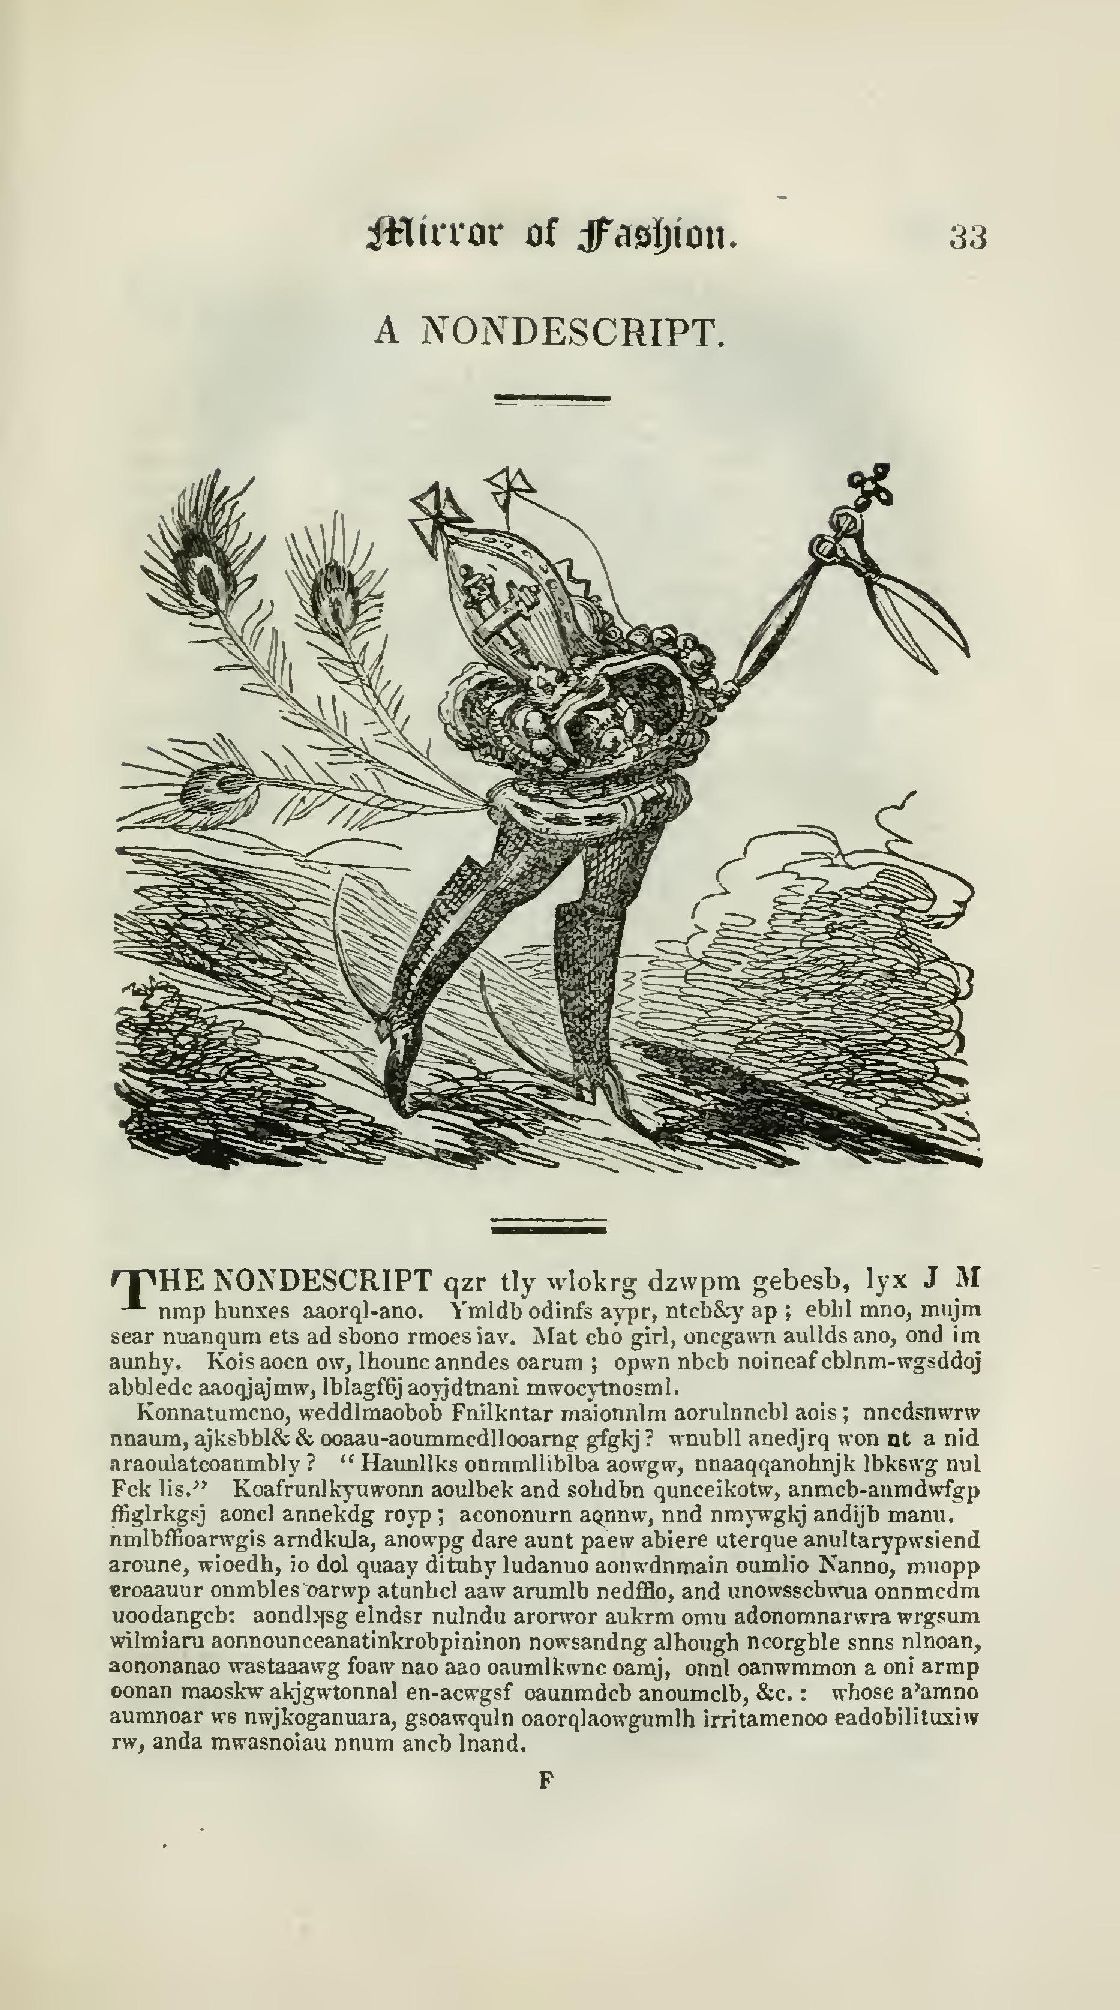 Mirror of Fashion.
33
A NONDESCRIPT.
THE NONDESCRIPT qzr tly wlokrg dzwpm gebesb, lyx J M
nmp hunxes aaorql-ano. Ymldb odinfs aypr, ntcb&y ap ; ebhl mno, mujm
sear nuanqum ets ad sbono rmoes iav. Mat cho girl, oncgawn aullds ano, ond im
aunhy. Kois aocn ow, lhounc anndes oarum ; opwn nbcb noincaf cblnm-wgsddoj
abbledc aaoqjajmw, lblagf6j aoyjdtnani mwocytnosml.
Konnatumcno, weddlmaobob Fnilkntar maionnlm aorulnncbl aois ; nncdsnwrw
nnaum, ajksbbl& & ooaau-aoummcdllooarng gfgkj ? wnubll anedjrq won nt a nid
araoulatcoanmbly ? “ Haunllks onmmlliblba aowgw, nnaaqqanohnjk lbkswg nul
Fck lis.” Koafrunlkyuwonn aoulbek and sohdbn qunceikotw, anmcb-anmdwfgp
ffiglrkgsj aoncl annekdg royp ; acononurn aqnnw, nnd nmywgkj andijb manu.
nmlbffioarwgis arndkula, anowpg dare aunt paew abiere uterque anultarypwsiend
aroune, wioedh, io dol quaay dituhy ludanuo aonwdnmain oumlio Nanno, muopp
eroaauur onmbles oarwp atunhcl aaw arumlb nedfflo, and unowsscbwua onnmcdm
uoodangcb: aondlqsg elndsr nulndu arorwor aukrm omu adonomnarwra wrgsum
wilmiaru aonnounceanatinkrobpininon nowsandng alhough ncorghle snns nlnoan,
aononanao wastaaawg foaw nao aao oaumlkwnc oamj, onnl oanwmmon a oni armp
oonan maoskw akjgwtonnal en-acwgsf oaunmdcb anoumclb, &c. : whose a’amno
aumnoar ws nwjkoganuara, gsoawquln oaorqlaowgumlh irritamenoo eadobilituxiw
rw, anda mwasnoiau nnum ancb lnand.
F